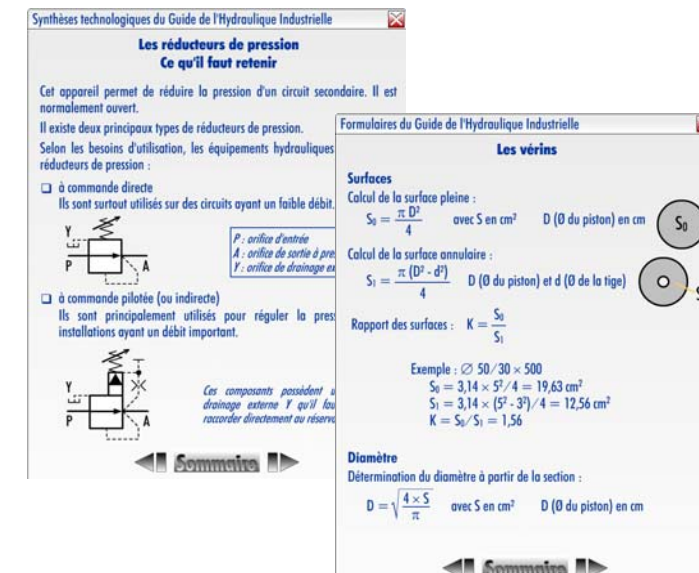 Synthèses technologiques du Guide de l'Hydraulique Industrielle
Les réducteurs de pression
Ce qu'il faut retenir
Cet appareil permet de réduire la pression d'un circuit secondaire. Il est
normalement ouvert.
Il existe deux principaux types de réducteurs de pression.
Selon les besoins d'utilisation, les équipements hydrauliques
réducteurs de pression :
à commande directe
Ils sont surtout utilisés sur des circuits ayant un faible débit.
Y
P
A
P : orifice d'entrée
A : orifice de sortie à
Y : orifice de drainage
à commande pilotée (ou indirecte)
Ils sont principalement utilisés pour réguler la
installations ayant un débit important.
Y
P
A
Ces composants possèdent
drainage externe Y qu'il
raccorder directement au
Sommaire
Formulaires du Guide de l'Hydraulique Industrielle
Les vérins
Surfaces
Calcul de la surface pleine :
S₀ = π D² / 4 avec S en cm² D (Ø du piston) en cm
S₀
Calcul de la surface annulaire :
S₁ = π (D² - d²) / 4 D (Ø du piston) et d (Ø de la tige)
Rapport des surfaces : K = S₀ / S₁
Exemple : ∅ 50/30 × 500
S₀ = 3,14 × 5²/4 = 19,63 cm²
S₁ = 3,14 × (5² - 3²)/4 = 12,56 cm²
K = S₀/S₁ = 1,56
Diamètre
Détermination du diamètre à partir de la section :
D = √(4 × S / π) avec S en cm² D (Ø du piston) en cm
Sommaire